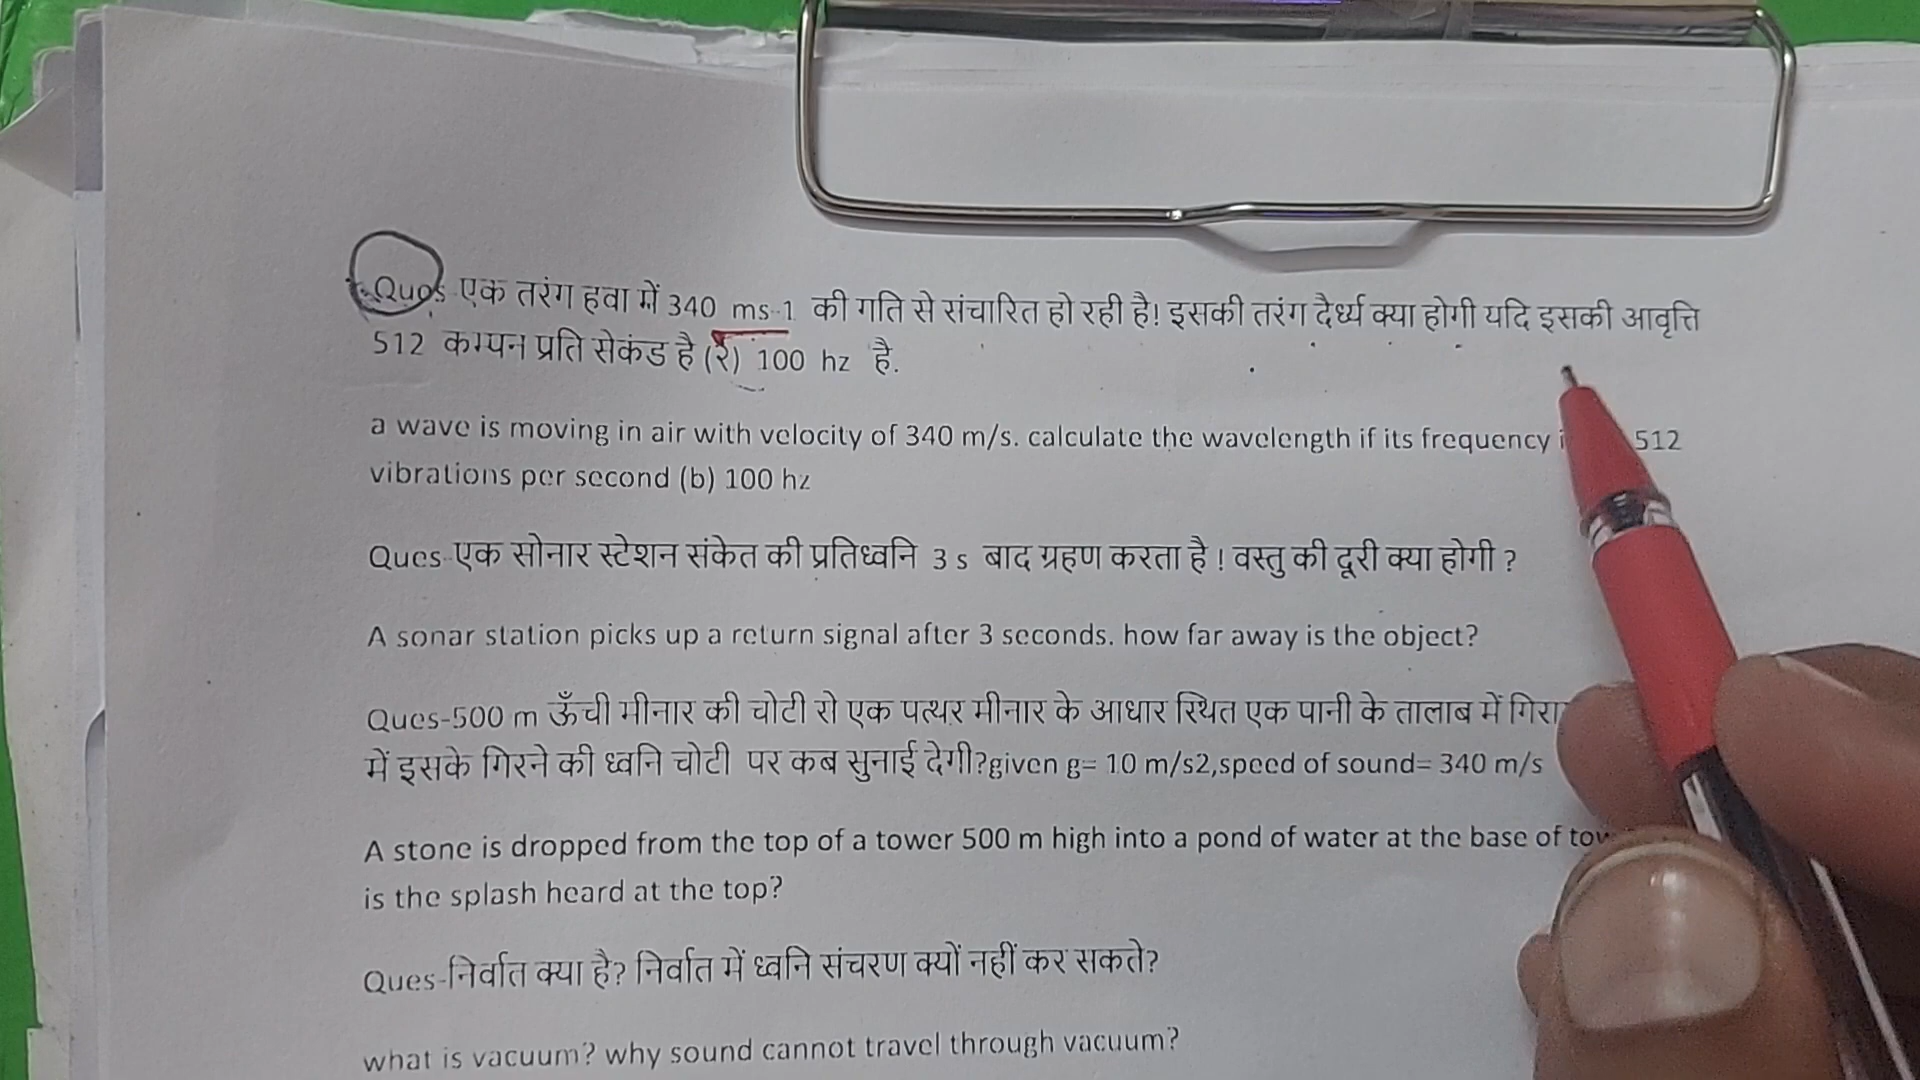 Ques-एक तरंग हवा में 340 ms-1 की गति से संचारित हो रही है! इसकी तरंग दैर्ध्य क्या होगी यदि इसकी आवृत्ति
512 कम्पन प्रति सेकंड है (२) 100 hz है.
a wave is moving in air with velocity of 340 m/s. calculate the wavelength if its frequency 512
vibrations per second (b) 100 hz
Ques-एक सोनार स्टेशन संकेत की प्रतिध्वनि 3 s बाद ग्रहण करता है ! वस्तु की दूरी क्या होगी ?
A sonar station picks up a return signal after 3 seconds. how far away is the object?
Ques-500 m ऊँची मीनार की चोटी से एक पत्थर मीनार के आधार स्थित एक पानी के तालाब में
में इसके गिरने की ध्वनि चोटी पर कब सुनाई देगी?given g= 10 m/s2,speed of sound= 340 m/s
A stone is dropped from the top of a tower 500 m high into a pond of water at the base of
is the splash heard at the top?
Ques-निर्वात क्या है? निर्वात में ध्वनि संचरण क्यों नहीं कर सकते?
what is vacuum? why sound cannot travel through vacuum?